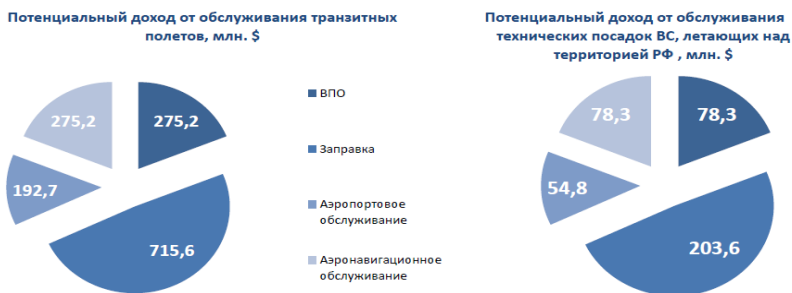 Потенциальный доход от обслуживания транзитных
полетов, млн. $
275,2
275,2
192,7
715,6
ВПО
Заправка
Аэропортовое
обслуживание
Аэронавигационное
обслуживание
Потенциальный доход от обслуживания
технических посадок ВС, летающих над
территорией РФ , млн. $
78,3
78,3
54,8
203,6